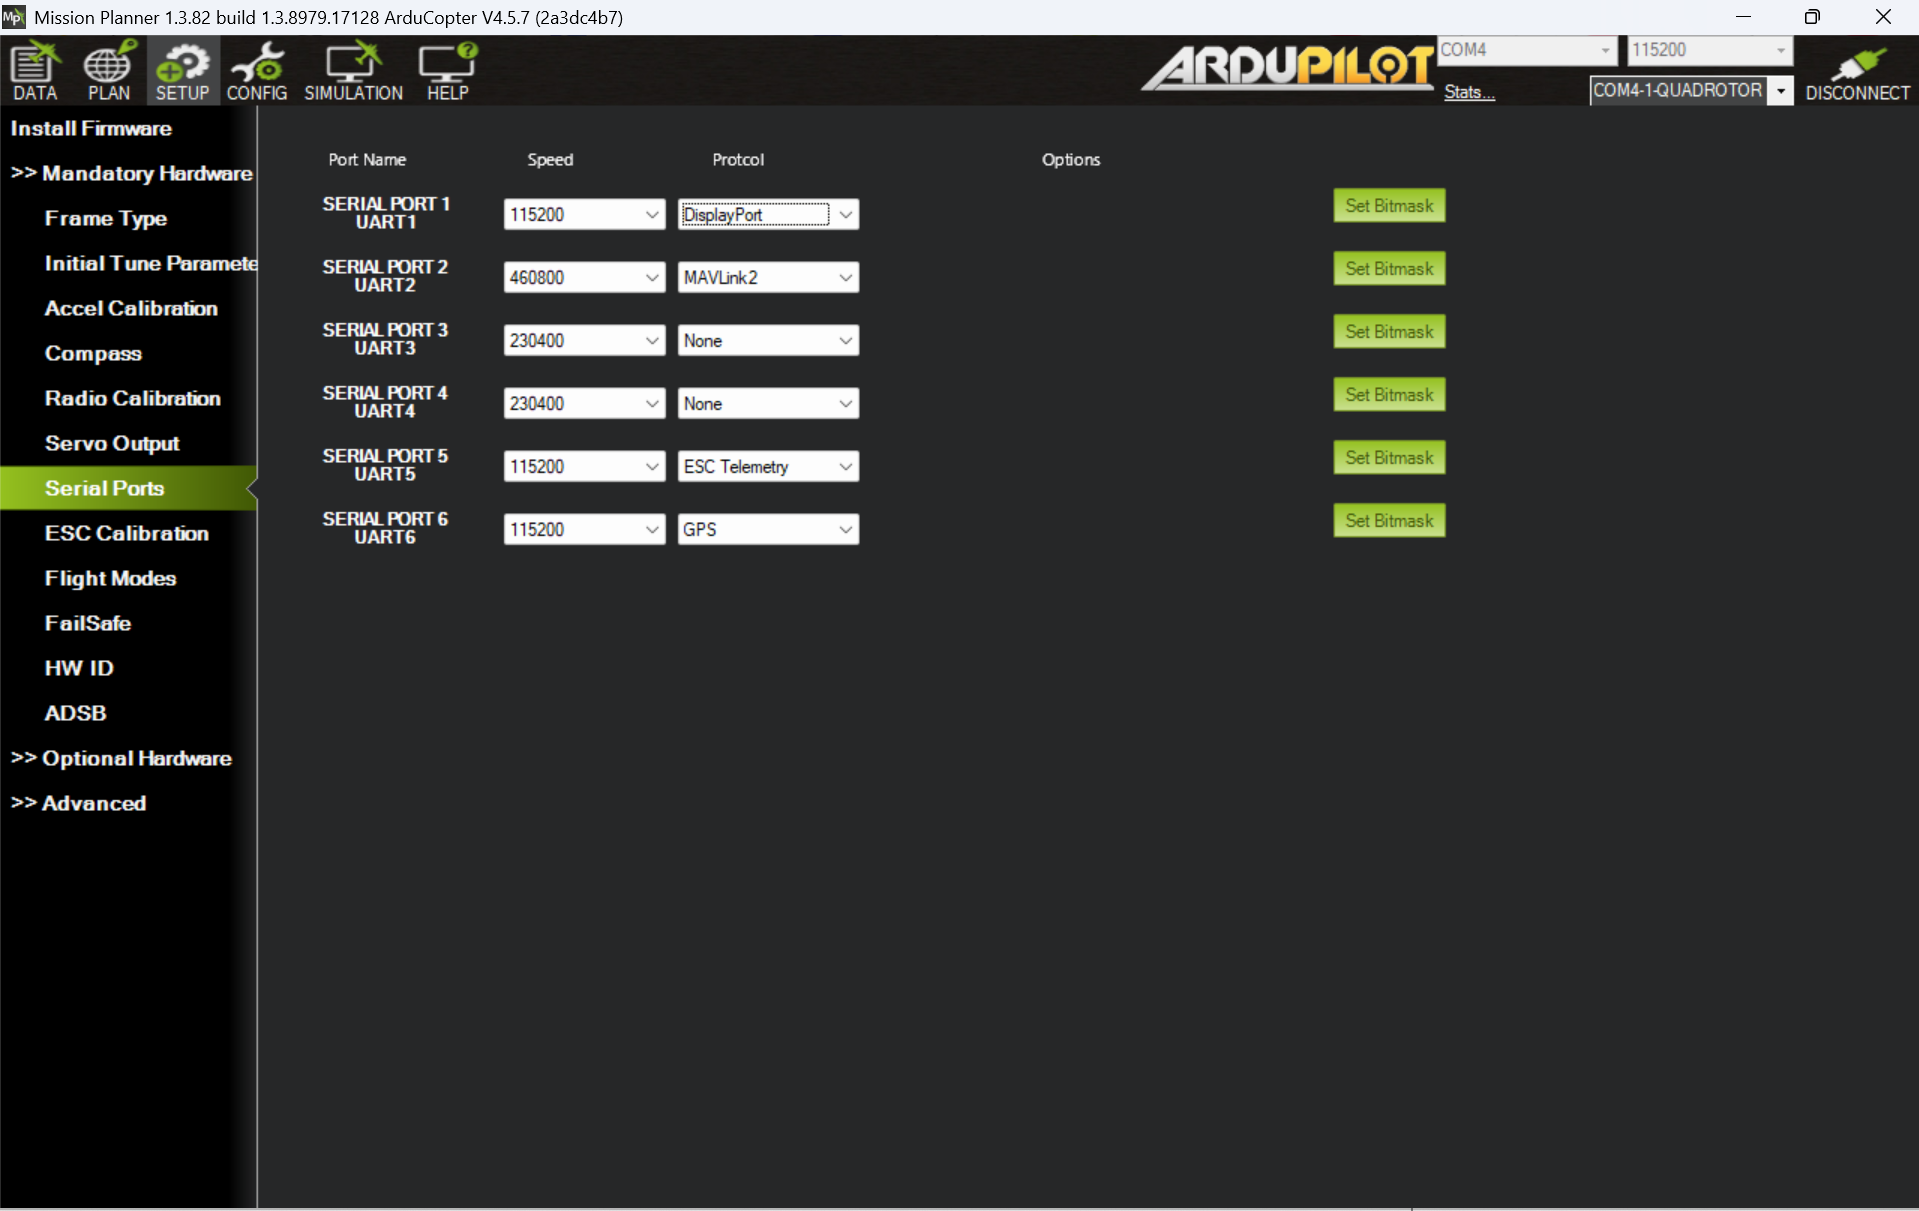 Mission Planner 1.3.82 build 1.3.8979.17128 ArduCopter V4.5.7 (2a3dc4b7)
DATA
PLAN
SETUP
CONFIG
SIMULATION
HELP
ARDUPILOT
COM4
115200
Stats...
COM4-1-QUADROTOR
DISCONNECT
Install Firmware
>> Mandatory Hardware
Frame Type
Initial Tune Paramete
Accel Calibration
Compass
Radio Calibration
Servo Output
Serial Ports
ESC Calibration
Flight Modes
FailSafe
HW ID
ADSB
>> Optional Hardware
>> Advanced
Port Name Speed Protcol Options
SERIAL PORT 1
UART1
115200 DisplayPort Set Bitmask
SERIAL PORT 2
UART2
460800 MAVLink2 Set Bitmask
SERIAL PORT 3
UART3
230400 None Set Bitmask
SERIAL PORT 4
UART4
230400 None Set Bitmask
SERIAL PORT 5
UART5
115200 ESC Telemetry Set Bitmask
SERIAL PORT 6
UART6
115200 GPS Set Bitmask